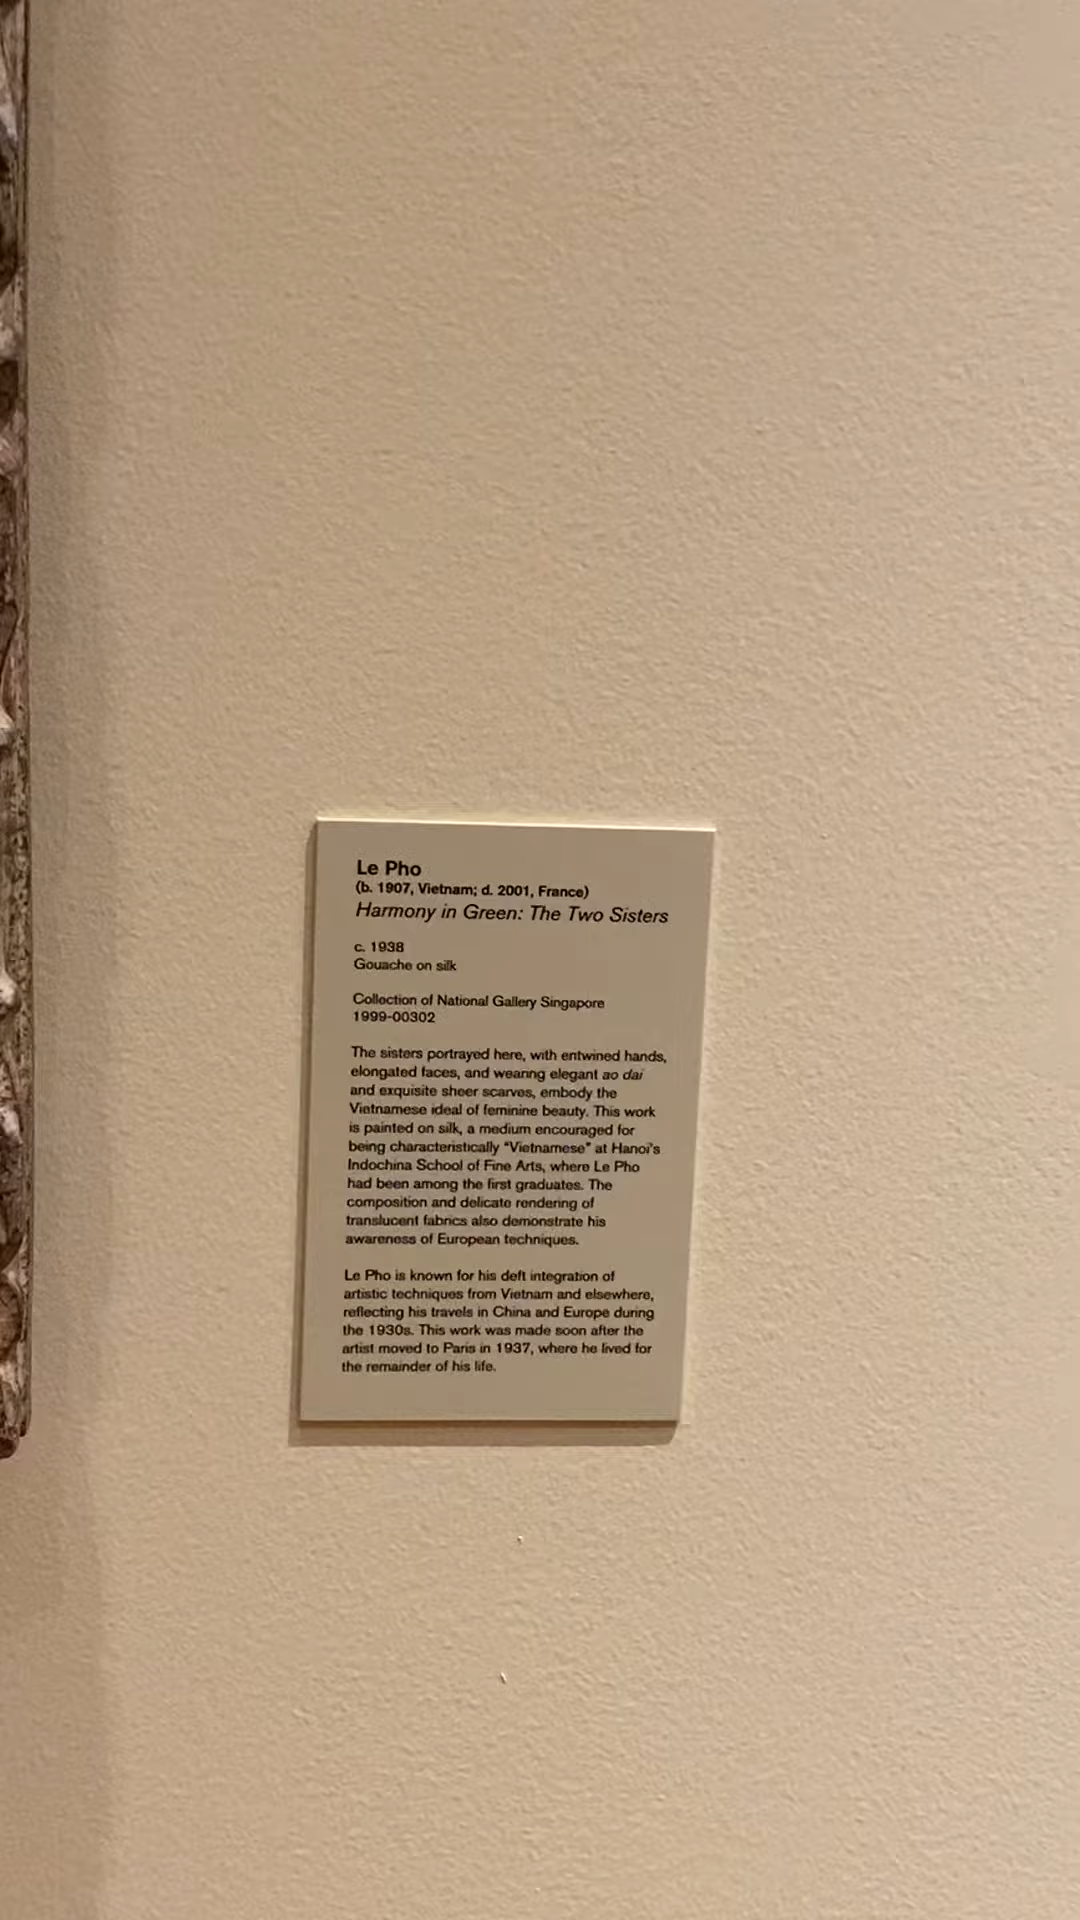 Le Pho
(b. 1907, Vietnam; d. 2001, France)
Harmony in Green: The Two Sisters
c. 1938
Gouache on silk
Collection of National Gallery Singapore
1999-00302
The sisters portrayed here, with entwined hands,
elongated faces, and wearing elegant ao dai
and exquisite sheer scarves, embody the
Vietnamese ideal of feminine beauty. This work
is painted on silk, a medium encouraged for
being characteristically “Vietnamese” at Hanoi’s
Indochina School of Fine Arts, where Le Pho
had been among the first graduates. The
composition and delicate rendering of
translucent fabrics also demonstrate his
awareness of European techniques.
Le Pho is known for his deft integration of
artistic techniques from Vietnam and elsewhere,
reflecting his travels in China and Europe during
the 1930s. This work was made soon after the
artist moved to Paris in 1937, where he lived for
the remainder of his life.